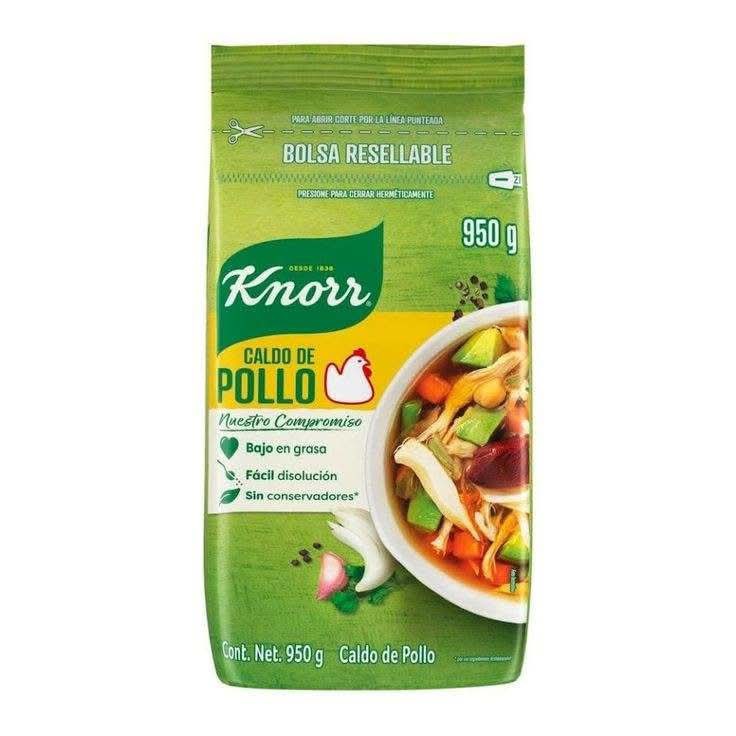 PARA ABRIR CORTE POR LA LÍNEA PUNTEADA
BOLSA RESELLABLE
PRESIONE PARA CERRAR HERMÉTICAMENTE
950 g
DESDE 1838
Knorr®
CALDO DE
POLLO
Nuestro Compromiso
Bajo en grasa
Fácil disolución
Sin conservadores*
Cont. Net. 950 g Caldo de Pollo